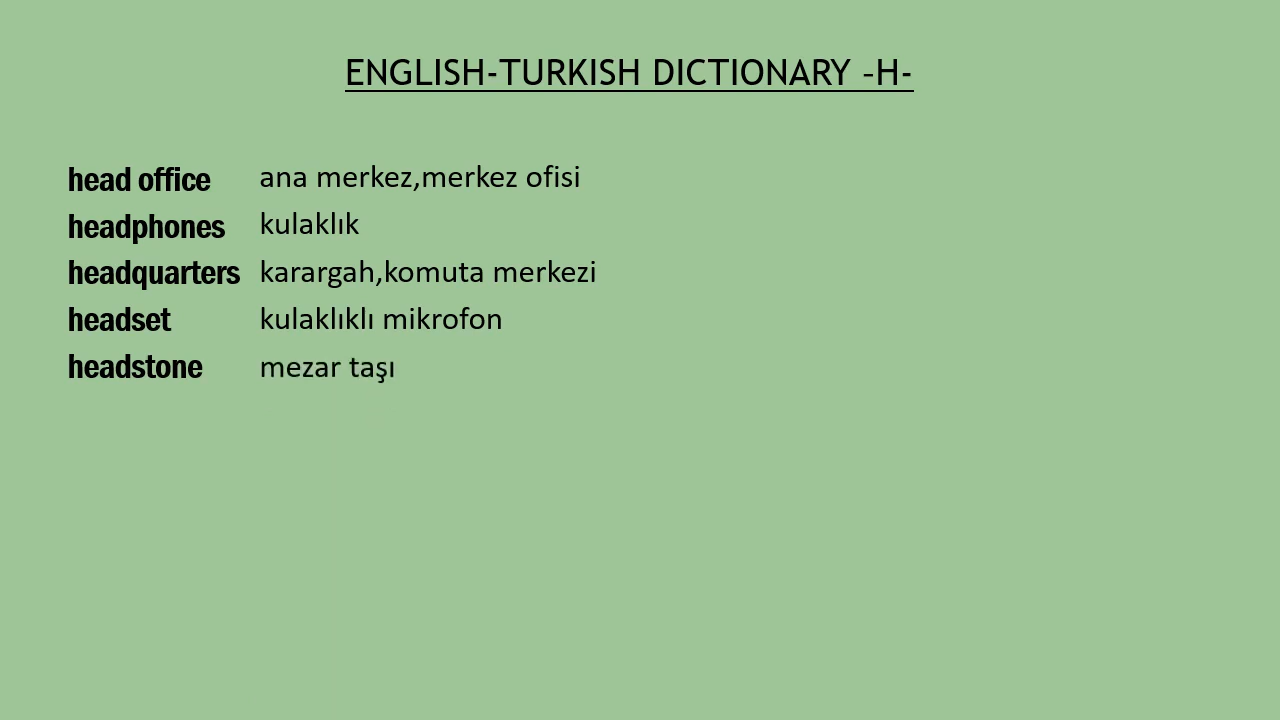 ENGLISH-TURKISH DICTIONARY –H-
head office ana merkez,merkez ofisi
headphones kulaklık
headquarters karargah,komuta merkezi
headset kulaklıklı mikrofon
headstone mezar taşı